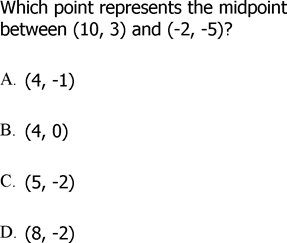 Which point represents the midpoint
between (10, 3) and (-2, -5)?
A. (4, -1)
B. (4, 0)
C. (5, -2)
D. (8, -2)